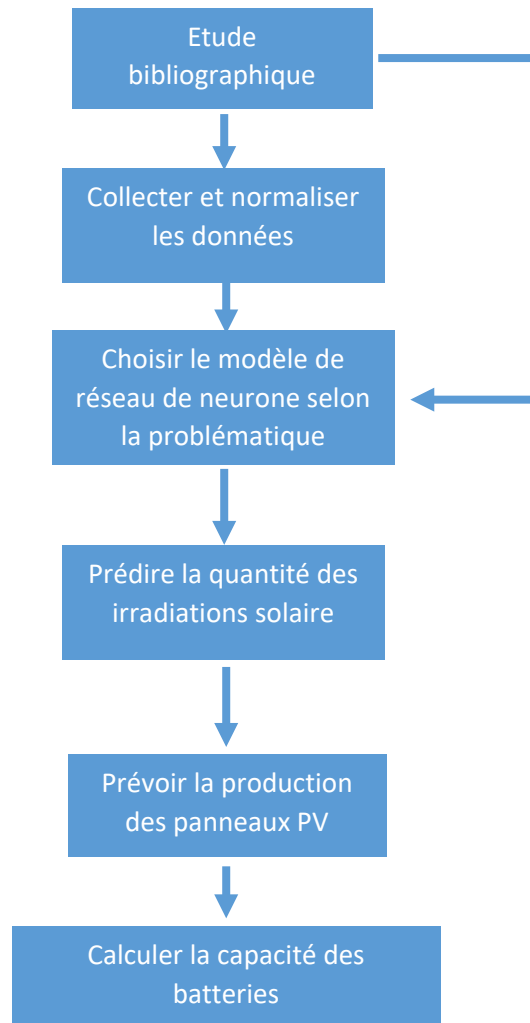 Etude
bibliographique
Collecter et normaliser
les données
Choisir le modèle de
réseau de neurone selon
la problématique
Prédire la quantité des
irradiations solaire
Prévoir la production
des panneaux PV
Calculer la capacité des
batteries